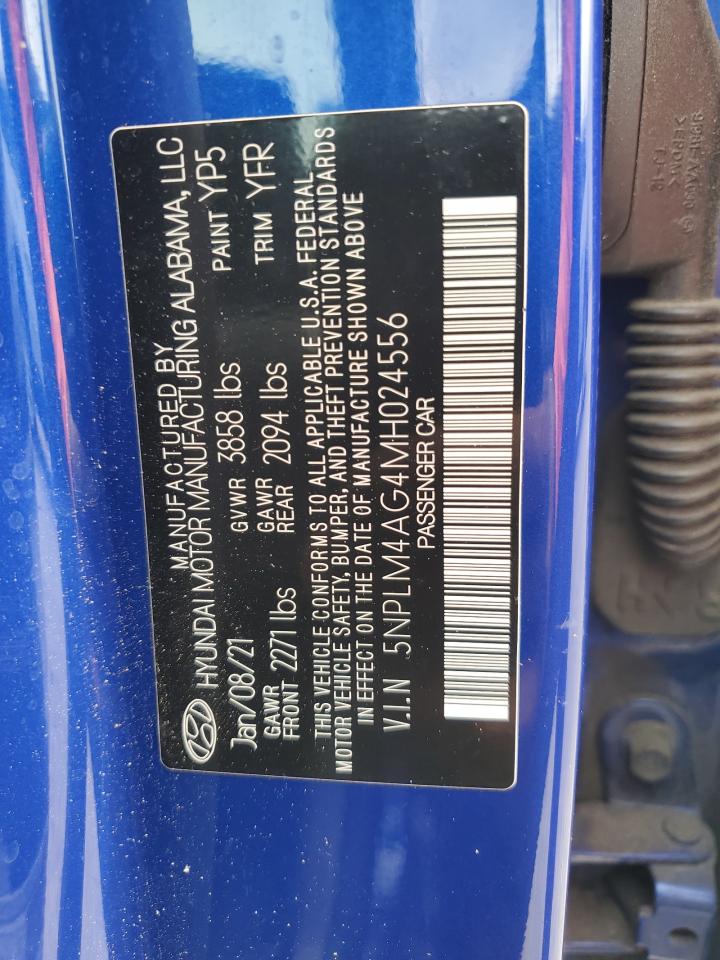 MANUFACTURED BY
HYUNDAI MOTOR MANUFACTURING ALABAMA, LLC
Jan/08/21 GVWR 3858 lbs PAINT YP5
GAWR FRONT 2271 lbs GAWR REAR 2094 lbs TRIM YFR
THIS VEHICLE CONFORMS TO ALL APPLICABLE U.S.A. FEDERAL
MOTOR VEHICLE SAFETY, BUMPER, AND THEFT PREVENTION STANDARDS
IN EFFECT ON THE DATE OF MANUFACTURE SHOWN ABOVE
V.I.N 5NPLM4AG4MH024556
PASSENGER CAR